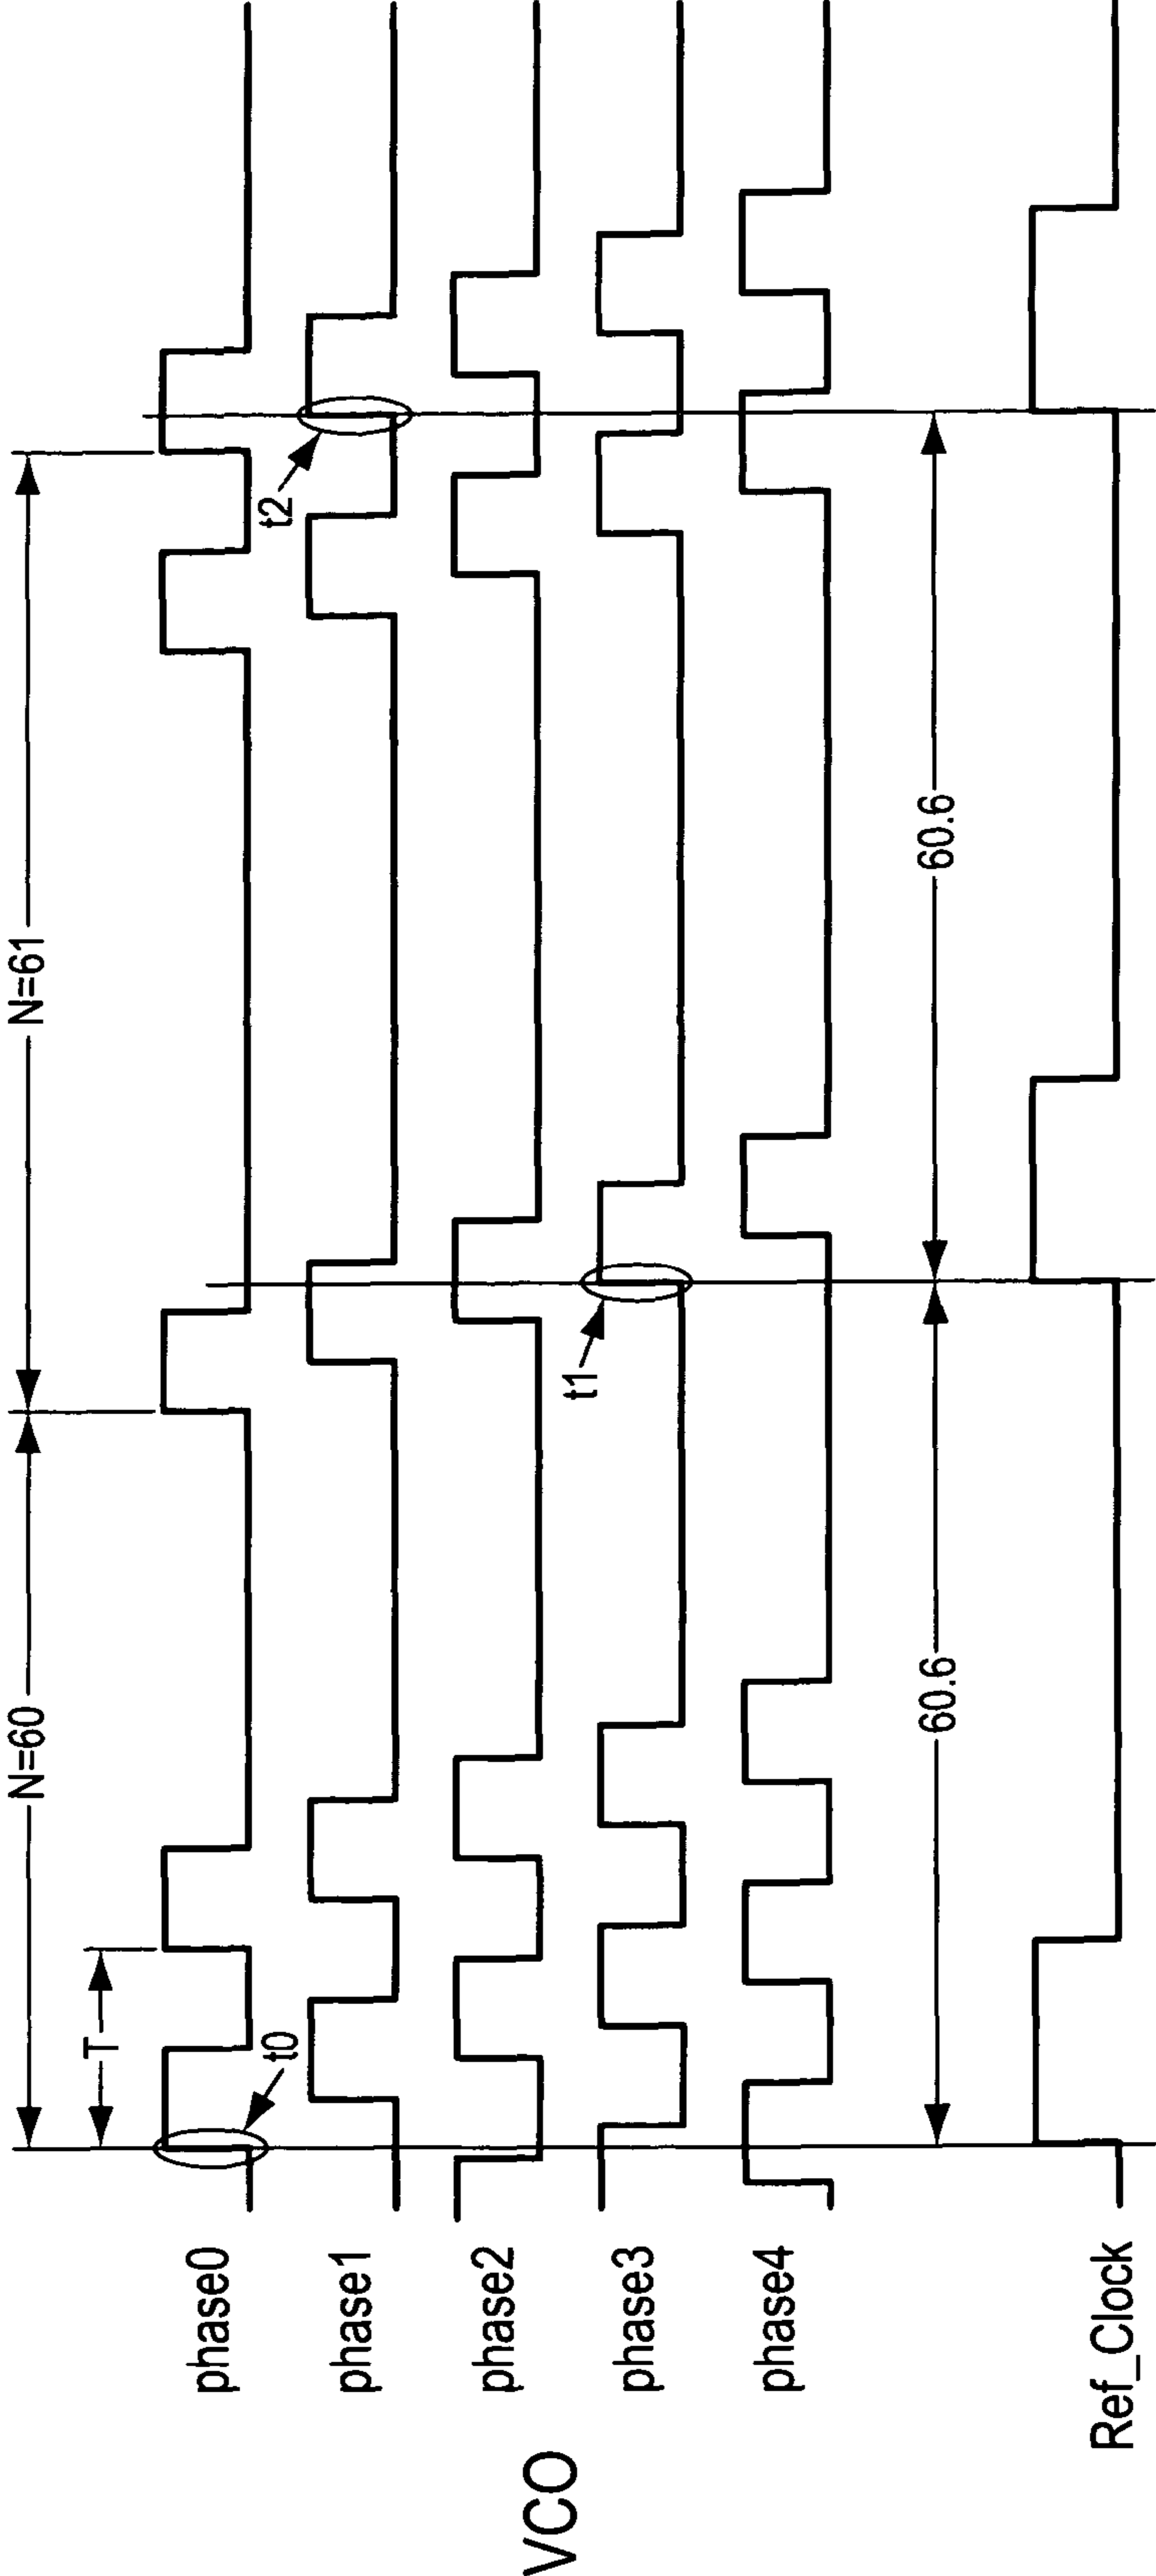 N=60
N=61
T
t0
t2
phase0
phase1
t1
VCO
phase2
phase3
phase4
60.6
60.6
Ref_Clock